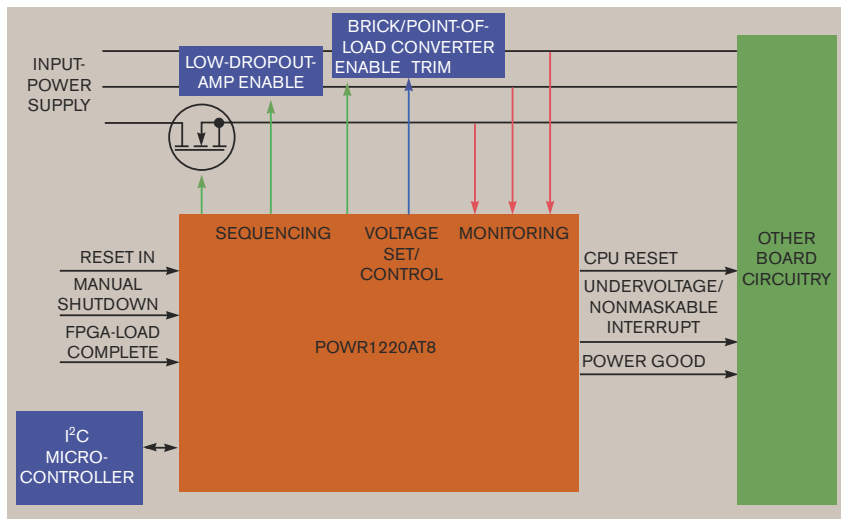 BRICK/POINT-OF-
LOAD CONVERTER
ENABLE TRIM
INPUT-
POWER
SUPPLY
LOW-DROPOUT-
AMP ENABLE
SEQUENCING
VOLTAGE
SET/
CONTROL
MONITORING
RESET IN
MANUAL
SHUTDOWN
FPGA-LOAD
COMPLETE
POWR1220AT8
CPU RESET
UNDERVOLTAGE/
NONMASKABLE
INTERRUPT
POWER GOOD
OTHER
BOARD
CIRCUITRY
I²C
MICRO-
CONTROLLER